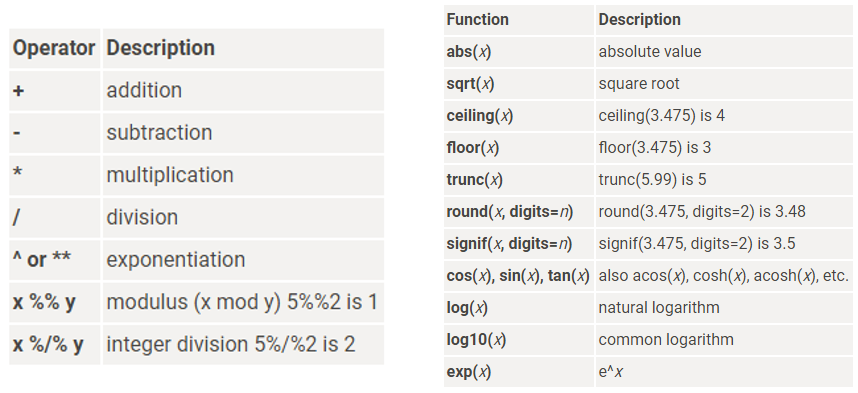 Operator Description
+ addition
- subtraction
* multiplication
/ division
^ or ** exponentiation
x %% y modulus (x mod y) 5%%2 is 1
x %/% y integer division 5%/%2 is 2
Function Description
abs(x) absolute value
sqrt(x) square root
ceiling(x) ceiling(3.475) is 4
floor(x) floor(3.475) is 3
trunc(x) trunc(5.99) is 5
round(x, digits=n) round(3.475, digits=2) is 3.48
signif(x, digits=n) signif(3.475, digits=2) is 3.5
cos(x), sin(x), tan(x) also acos(x), cosh(x), acosh(x), etc.
log(x) natural logarithm
log10(x) common logarithm
exp(x) e^x